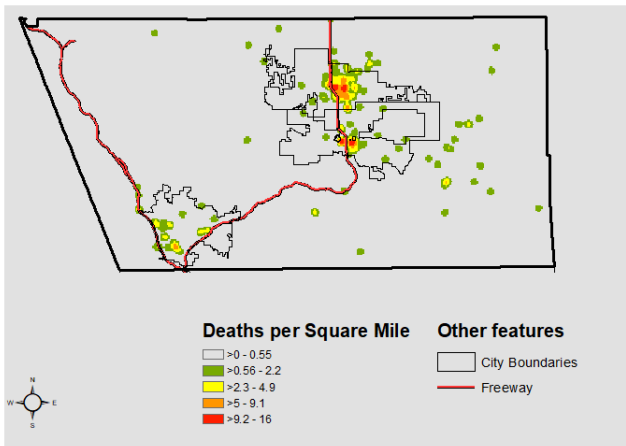 Deaths per Square Mile
>0 - 0.55
>0.56 - 2.2
>2.3 - 4.9
>5 - 9.1
>9.2 - 16
Other features
City Boundaries
Freeway
N
W E
S